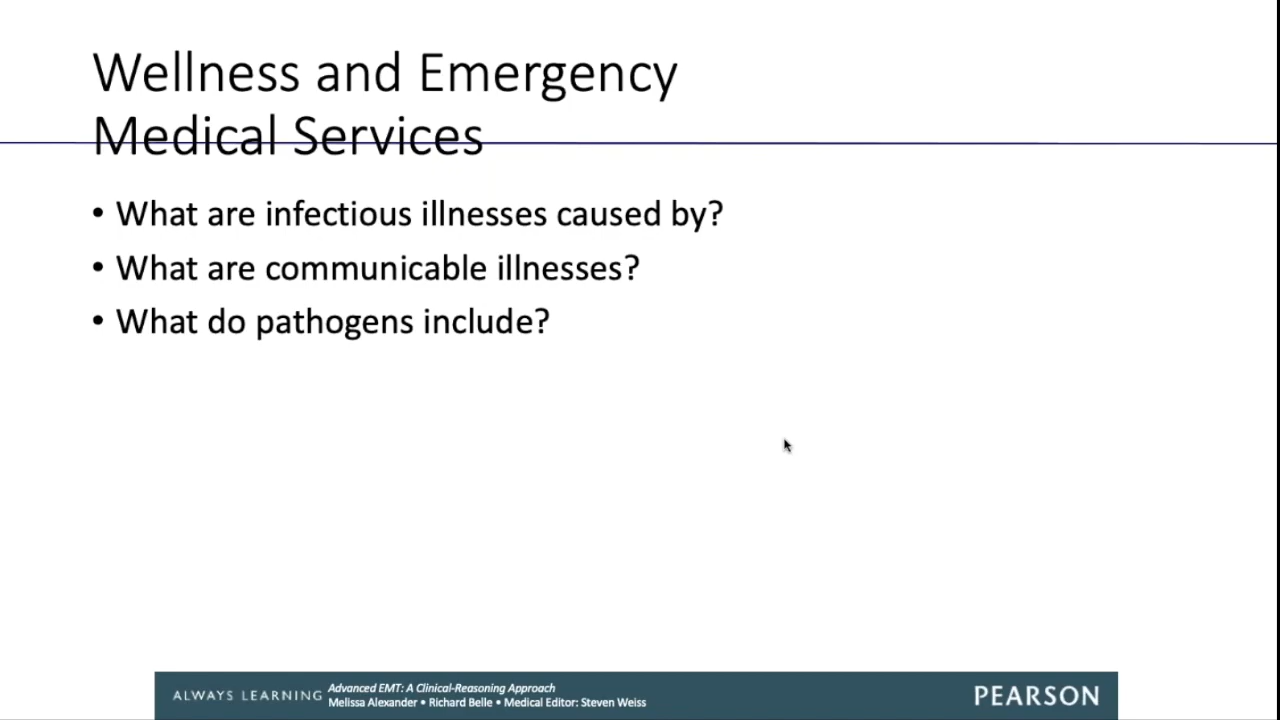 Wellness and Emergency
Medical Services
• What are infectious illnesses caused by?
• What are communicable illnesses?
• What do pathogens include?
ALWAYS LEARNING
Advanced EMT: A Clinical-Reasoning Approach
Melissa Alexander • Richard Belle • Medical Editor: Steven Weiss
PEARSON